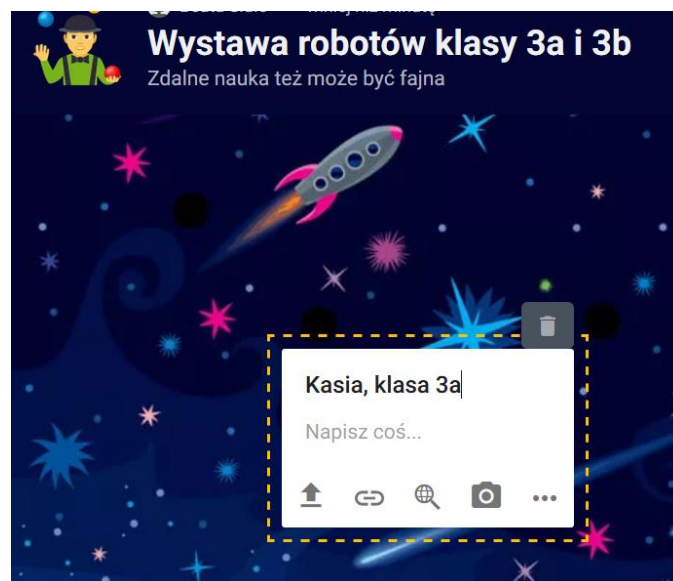 Wystawa robotów klasy 3a i 3b
Zdalne nauka też może być fajna
Kasia, klasa 3a
Napisz coś...